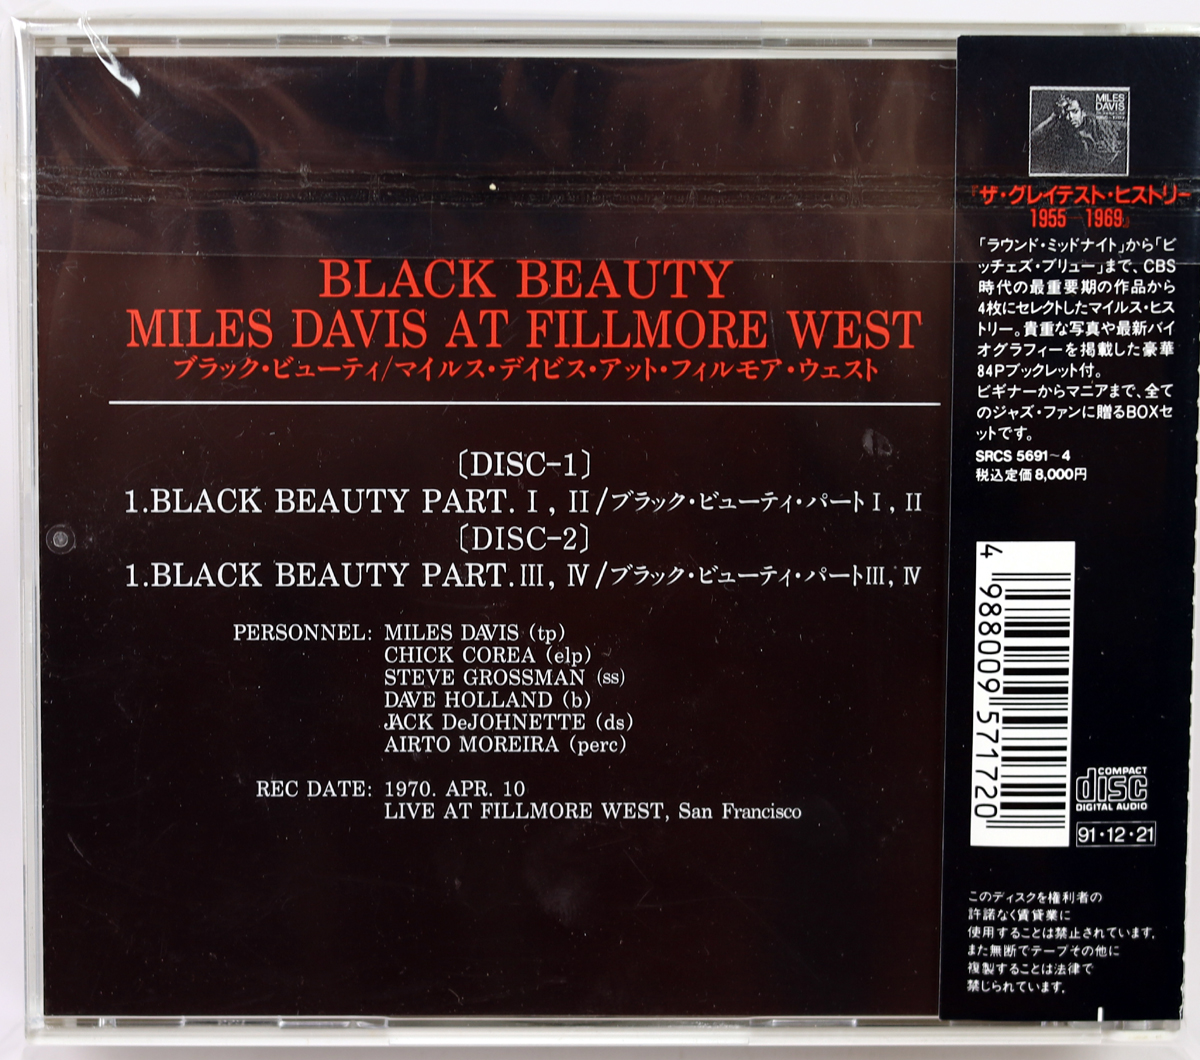 BLACK BEAUTY
MILES DAVIS AT FILLMORE WEST
ブラック・ビューティ/マイルス・デイビス・アット・フィルモア・ウェスト
〔DISC-1〕
1.BLACK BEAUTY PART. I, II/ブラック・ビューティ・パート I, II
〔DISC-2〕
1.BLACK BEAUTY PART. III, IV/ブラック・ビューティ・パートIII, IV
PERSONNEL: MILES DAVIS (tp)
CHICK COREA (elp)
STEVE GROSSMAN (ss)
DAVE HOLLAND (b)
JACK DeJOHNETTE (ds)
AIRTO MOREIRA (perc)
REC DATE: 1970. APR. 10
LIVE AT FILLMORE WEST, San Francisco
MILES
DAVIS
『ザ・グレイテスト・ヒストリー
1955―1969』
「ラウンド・ミッドナイト」から「ビ
ッチェズ・ブリュー」まで、CBS
時代の最重要期の作品から
4枚にセレクトしたマイルス・ヒス
トリー。貴重な写真や最新バイ
オグラフィーを掲載した豪華
84Pブックレット付。
ビギナーからマニアまで、全て
のジャズ・ファンに贈るBOXセ
ットです。
SRCS 5691~4
税込定価8,000円
4 988009 571720
COMPACT
disc
DIGITAL AUDIO
91・12・21
このディスクを権利者の
許諾なく賃貸業に
使用することは禁止されています。
また無断でテープその他に
複製することは法律で
禁じられています。